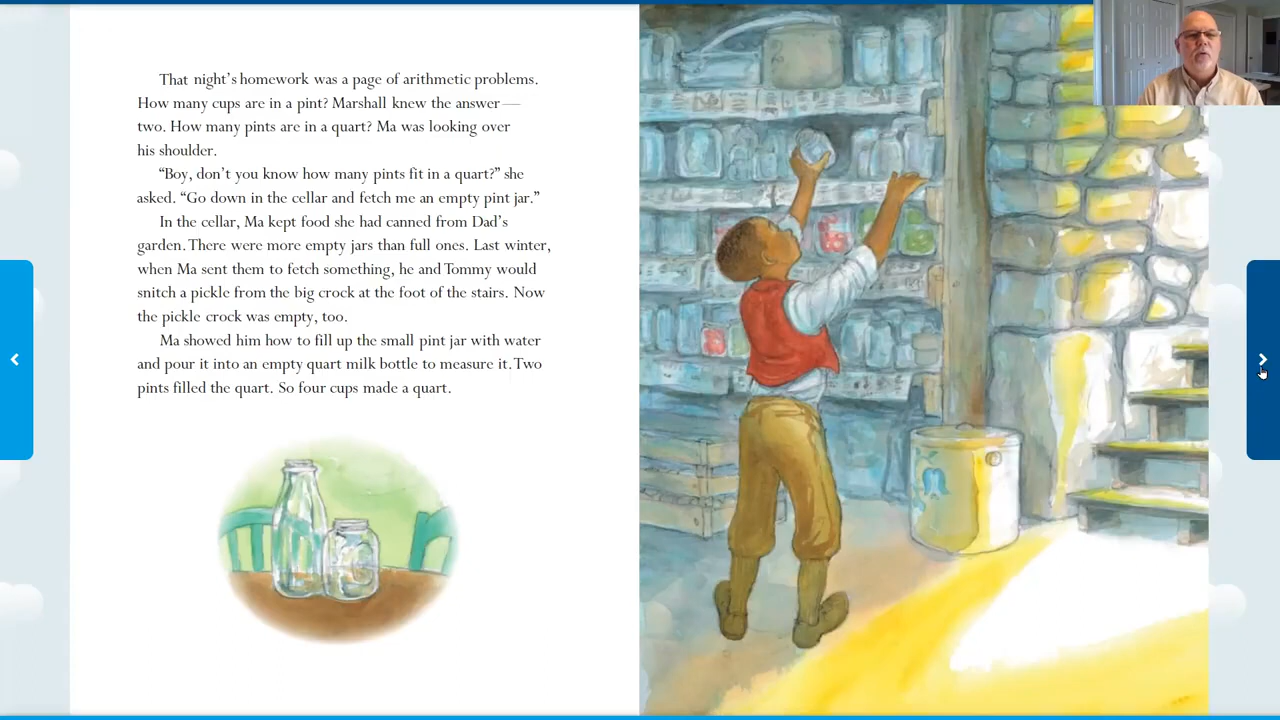 That night's homework was a page of arithmetic problems.
How many cups are in a pint? Marshall knew the answer—
two. How many pints are in a quart? Ma was looking over
his shoulder.
“Boy, don't you know how many pints fit in a quart?” she
asked. “Go down in the cellar and fetch me an empty pint jar.”
In the cellar, Ma kept food she had canned from Dad's
garden. There were more empty jars than full ones. Last winter,
when Ma sent them to fetch something, he and Tommy would
snitch a pickle from the big crock at the foot of the stairs. Now
the pickle crock was empty, too.
Ma showed him how to fill up the small pint jar with water
and pour it into an empty quart milk bottle to measure it. Two
pints filled the quart. So four cups made a quart.